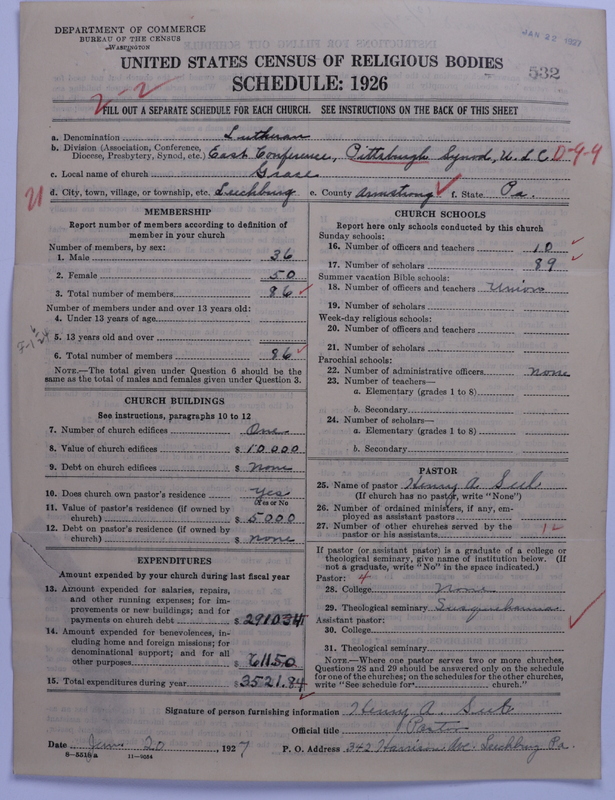 DEPARTMENT OF COMMERCE
BUREAU OF THE CENSUS
WASHINGTON
JAN 22 1927
UNITED STATES CENSUS OF RELIGIOUS BODIES
532
SCHEDULE: 1926
2-2
FILL OUT A SEPARATE SCHEDULE FOR EACH CHURCH. SEE INSTRUCTIONS ON THE BACK OF THIS SHEET
a. Denomination Lutheran
b. Division (Association, Conference, Diocese, Presbytery, Synod, etc.) East Conference, Pittsburgh Synod, U. L. C. D-9-9
c. Local name of church Grace
d. City, town, village, or township, etc. Leechburg e. County Armstrong f. State Pa.
MEMBERSHIP
Report number of members according to definition of
member in your church
Number of members, by sex:
1. Male 36
2. Female 50
3. Total number of members 86
Number of members under and over 13 years old:
4. Under 13 years of age
5. 13 years old and over
6. Total number of members 86
NOTE.—The total given under Question 6 should be the
same as the total of males and females given under Question 3.
CHURCH BUILDINGS
See instructions, paragraphs 10 to 12
7. Number of church edifices One
8. Value of church edifices $ 10000
9. Debt on church edifices $ None
10. Does church own pastor's residence Yes
(Yes or No)
11. Value of pastor's residence (if owned by
church) $ 5000
12. Debt on pastor's residence (if owned by
church) $ None
EXPENDITURES
Amount expended by your church during last fiscal year
13. Amount expended for salaries, repairs,
and other running expenses; for im-
provements or new buildings; and for
payments on church debt $ 2910.34
14. Amount expended for benevolences, in-
cluding home and foreign missions; for
denominational support; and for all
other purposes $ 611.50
15. Total expenditures during year $ 3521.84
CHURCH SCHOOLS
Report here only schools conducted by this church
Sunday schools:
16. Number of officers and teachers 10
17. Number of scholars 89
Summer vacation Bible schools:
18. Number of officers and teachers Union
19. Number of scholars
Week-day religious schools:
20. Number of officers and teachers
21. Number of scholars
Parochial schools:
22. Number of administrative officers None
23. Number of teachers—
a. Elementary (grades 1 to 8)
b. Secondary
24. Number of scholars—
a. Elementary (grades 1 to 8)
b. Secondary
PASTOR
25. Name of pastor Henry A.
(If church has no pastor, write "None")
26. Number of ordained ministers, if any, em-
ployed as assistant pastors
27. Number of other churches served by the
pastor or his assistants
If pastor (or assistant pastor) is a graduate of a college or
theological seminary, give name of institution below. (If
not a graduate, write "No" in the space indicated.)
Pastor: 4
28. College None
29. Theological seminary Susquehanna
Assistant pastor:
30. College
31. Theological seminary
NOTE.—Where one pastor serves two or more churches,
Questions 28 and 29 should be answered only on the schedule
for one of the churches; on the schedules for the other churches,
write "See schedule for church."
Signature of person furnishing information Henry A.
Official title Pastor
Date Jan. 20, 1927 P. O. Address 342 Harrison Ave. Leechburg Pa.
8-5518a 11-9024